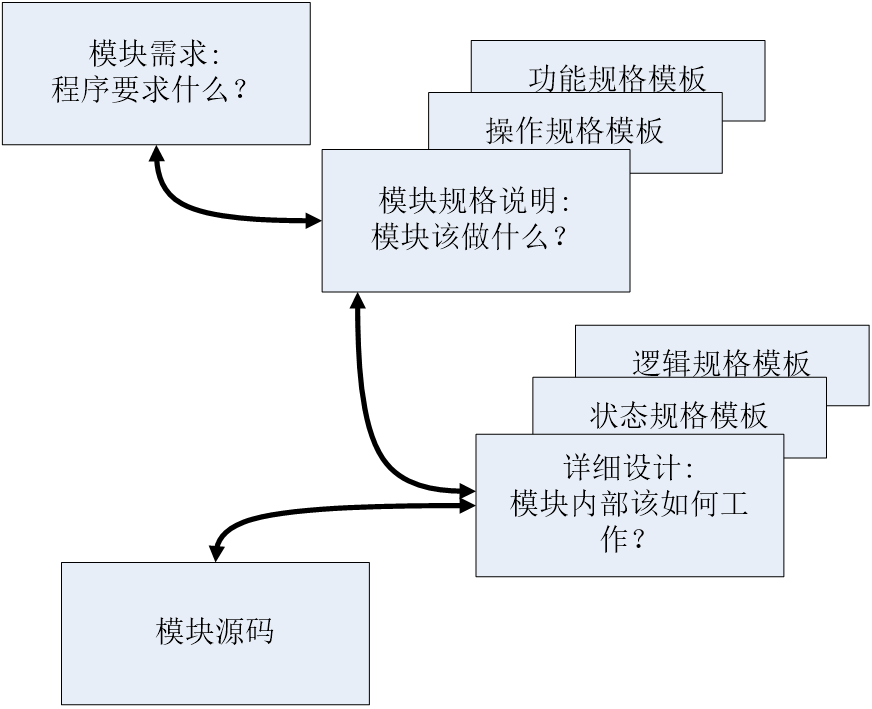 模块需求:
程序要求什么?
功能规格模板
操作规格模板
模块规格说明:
模块该做什么?
逻辑规格模板
状态规格模板
详细设计:
模块内部该如何工
作?
模块源码